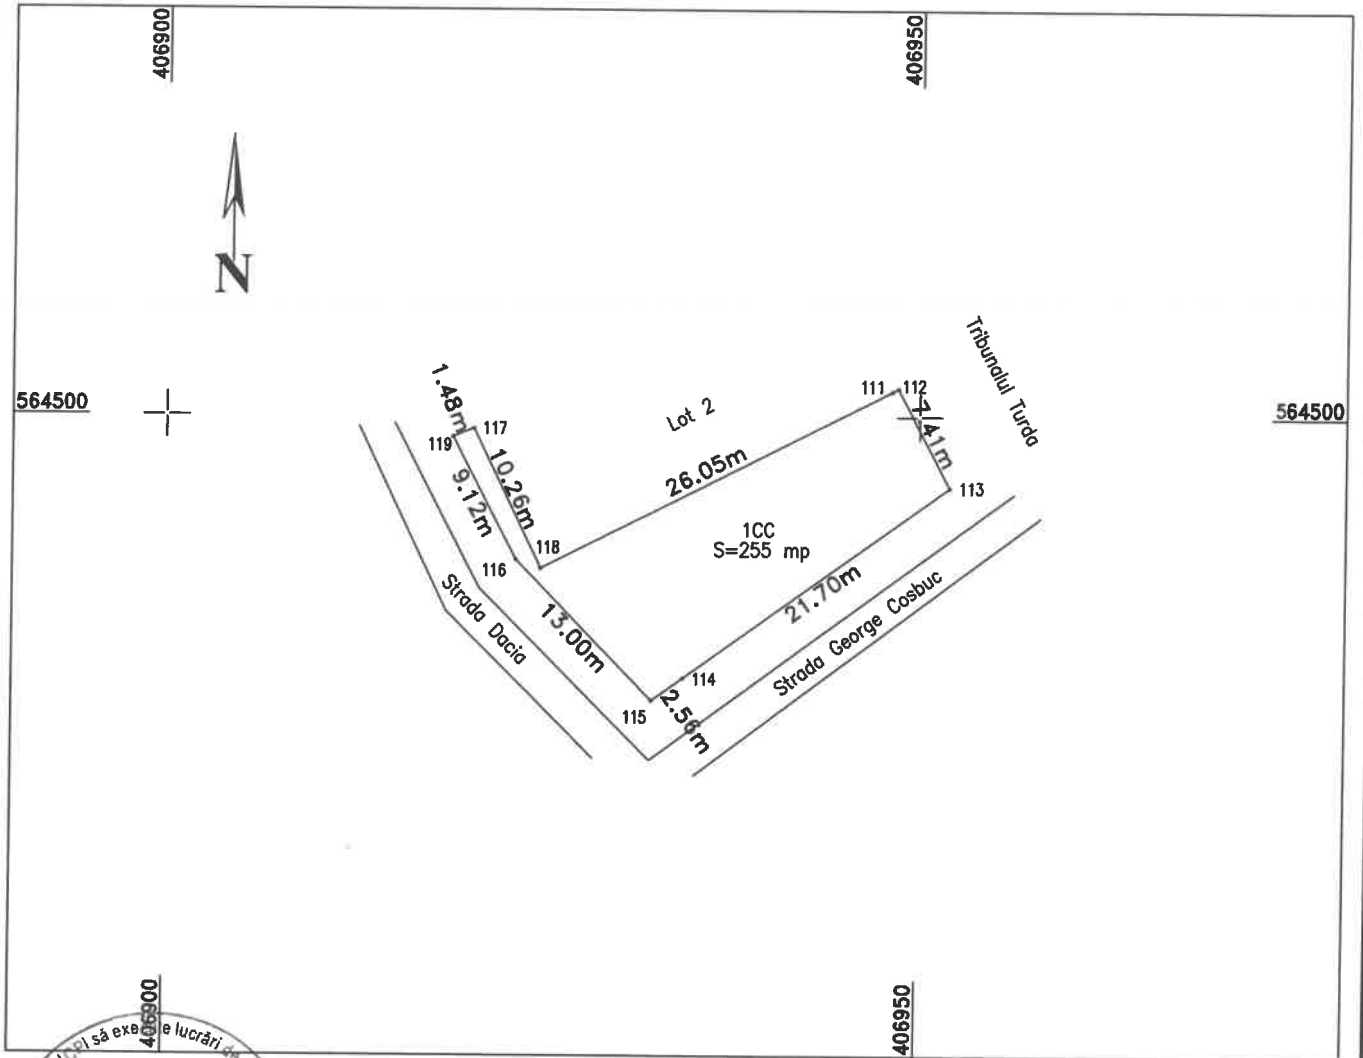 406900
406950
N
564500
564500
Tribunalul Turda
111
112
7.41m
Lot 2
1.48m
117
119
10.26m
9.12m
26.05m
113
118
116
1CC
S=255 mp
21.70m
13.00m
Strada Dacia
Strada George Cosbuc
114
115
2.56m
406900
406950
să exe e lucrări de